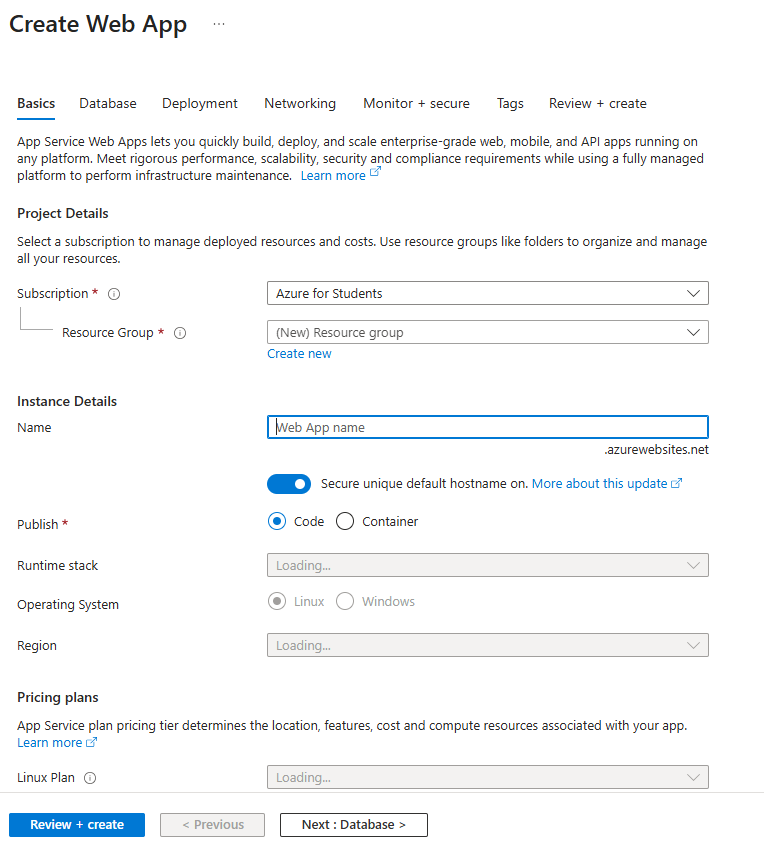 Create Web App ...
Basics Database Deployment Networking Monitor + secure Tags Review + create
App Service Web Apps lets you quickly build, deploy, and scale enterprise-grade web, mobile, and API apps running on
any platform. Meet rigorous performance, scalability, security and compliance requirements while using a fully managed
platform to perform infrastructure maintenance. Learn more
Project Details
Select a subscription to manage deployed resources and costs. Use resource groups like folders to organize and manage
all your resources.
Subscription * Azure for Students
Resource Group * (New) Resource group
Create new
Instance Details
Name Web App name
.azurewebsites.net
Secure unique default hostname on. More about this update
Publish * Code Container
Runtime stack Loading...
Operating System Linux Windows
Region Loading...
Pricing plans
App Service plan pricing tier determines the location, features, cost and compute resources associated with your app.
Learn more
Linux Plan Loading...
Review + create < Previous Next : Database >